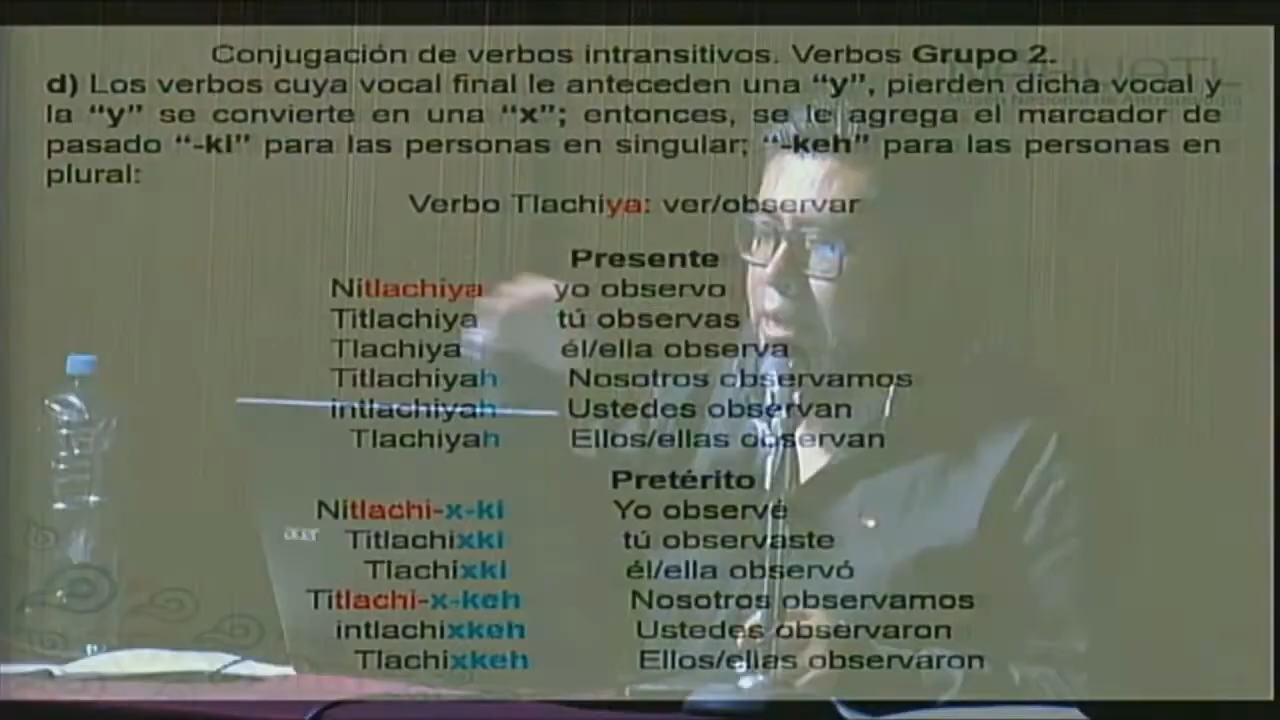 Conjugación de verbos intransitivos. Verbos Grupo 2.
d) Los verbos cuya vocal final le anteceden una “y”, pierden dicha vocal y
la “y” se convierte en una “x”; entonces, se le agrega el marcador de
pasado “-ki” para las personas en singular; “-keh” para las personas en
plural:
Verbo Tlachiya: ver/observar
Presente
Nitlachiya yo observo
Titlachiya tú observas
Tlachiya él/ella observa
Titlachiyah Nosotros observamos
intlachiyah Ustedes observan
Tlachiyah Ellos/ellas observan
Pretérito
Nitlachi-x-ki Yo observé
Titlachixki tú observaste
Tlachixki él/ella observó
Titlachi-x-keh Nosotros observamos
intlachixkeh Ustedes observaron
Tlachixkeh Ellos/ellas observaron
acer